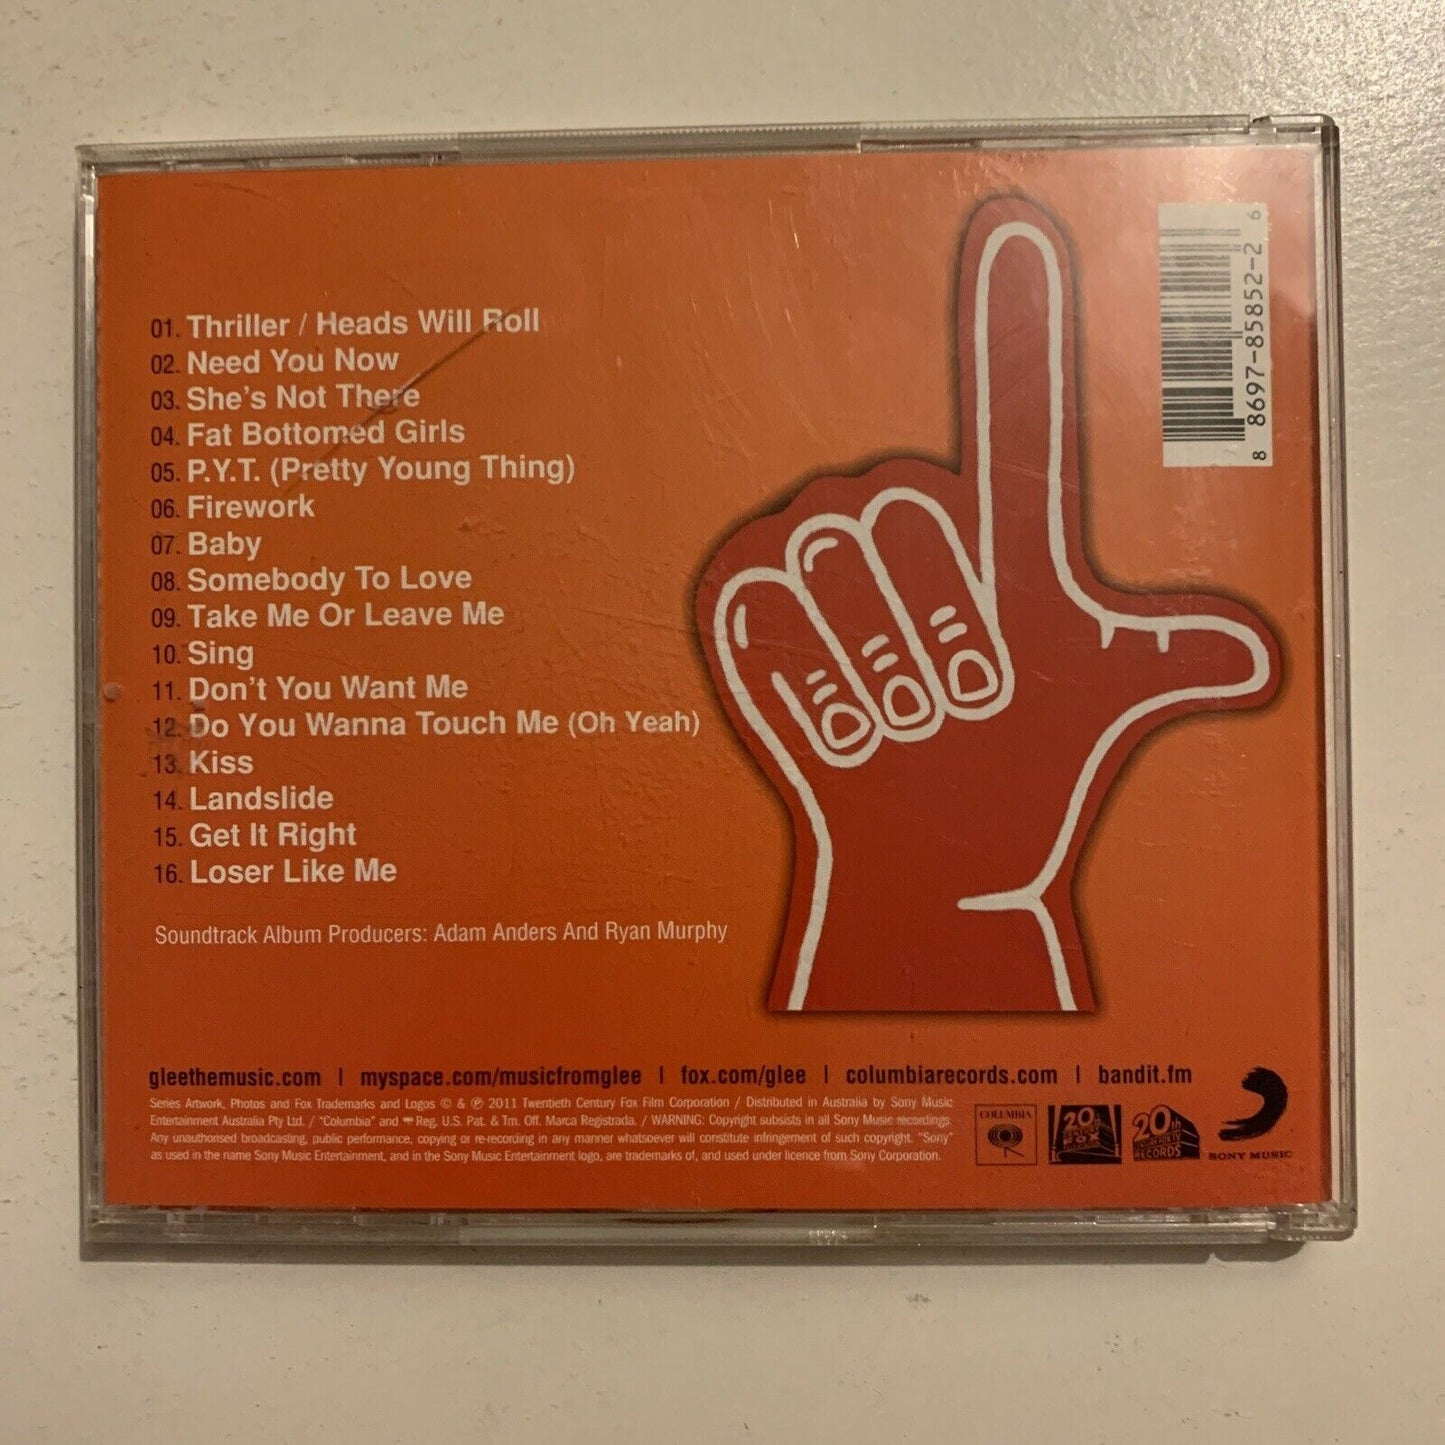 01. Thriller / Heads Will Roll
02. Need You Now
03. She's Not There
04. Fat Bottomed Girls
05. P.Y.T. (Pretty Young Thing)
06. Firework
07. Baby
08. Somebody To Love
09. Take Me Or Leave Me
10. Sing
11. Don't You Want Me
12. Do You Wanna Touch Me (Oh Yeah)
13. Kiss
14. Landslide
15. Get It Right
16. Loser Like Me
Soundtrack Album Producers: Adam Anders And Ryan Murphy
8 8697-85852-2 6
gleethemusic.com | myspace.com/musicfromglee | fox.com/glee | columbiarecords.com | bandit.fm
Series Artwork, Photos and Fox Trademarks and Logos © & ℗ 2011 Twentieth Century Fox Film Corporation / Distributed in Australia by Sony Music
Entertainment Australia Pty Ltd. / "Columbia" and Reg. U.S. Pat. & Tm. Off. Marca Registrada. / WARNING: Copyright subsists in all Sony Music recordings.
Any unauthorised broadcasting, public performance, copying or re-recording in any manner whatsoever will constitute infringement of such copyright. "Sony"
as used in the name Sony Music Entertainment, and in the Sony Music Entertainment logo, are trademarks of, and used under licence from Sony Corporation.
COLUMBIA
20th
FOX
20th
RECORDS
SONY MUSIC